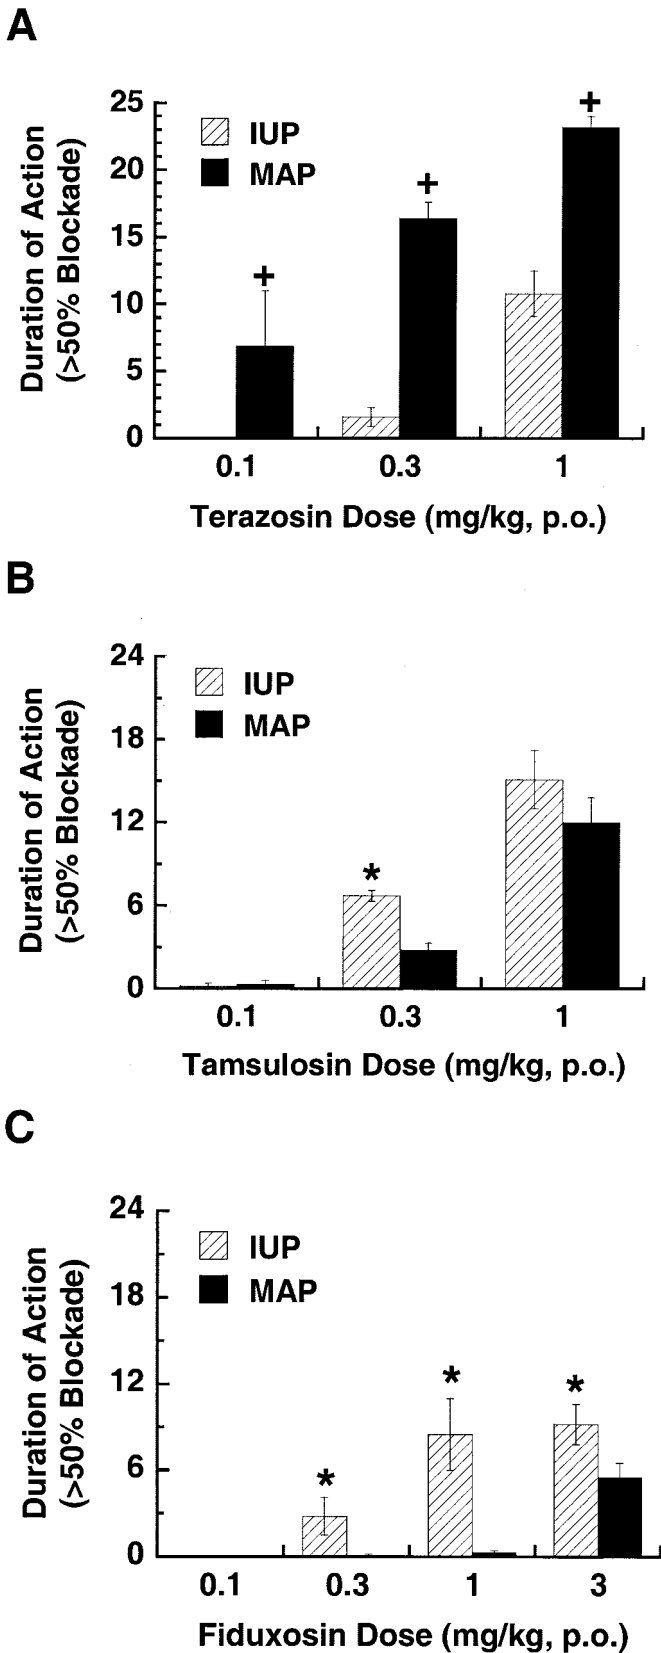 A
Duration of Action
(>50% Blockade)
25
20
15
10
5
0
IUP
MAP
+
+
+
0.1
0.3
1
Terazosin Dose (mg/kg, p.o.)
B
Duration of Action
(>50% Blockade)
24
18
12
6
0
IUP
MAP
*
0.1
0.3
1
Tamsulosin Dose (mg/kg, p.o.)
C
Duration of Action
(>50% Blockade)
24
18
12
6
0
IUP
MAP
*
*
*
0.1
0.3
1
3
Fiduxosin Dose (mg/kg, p.o.)